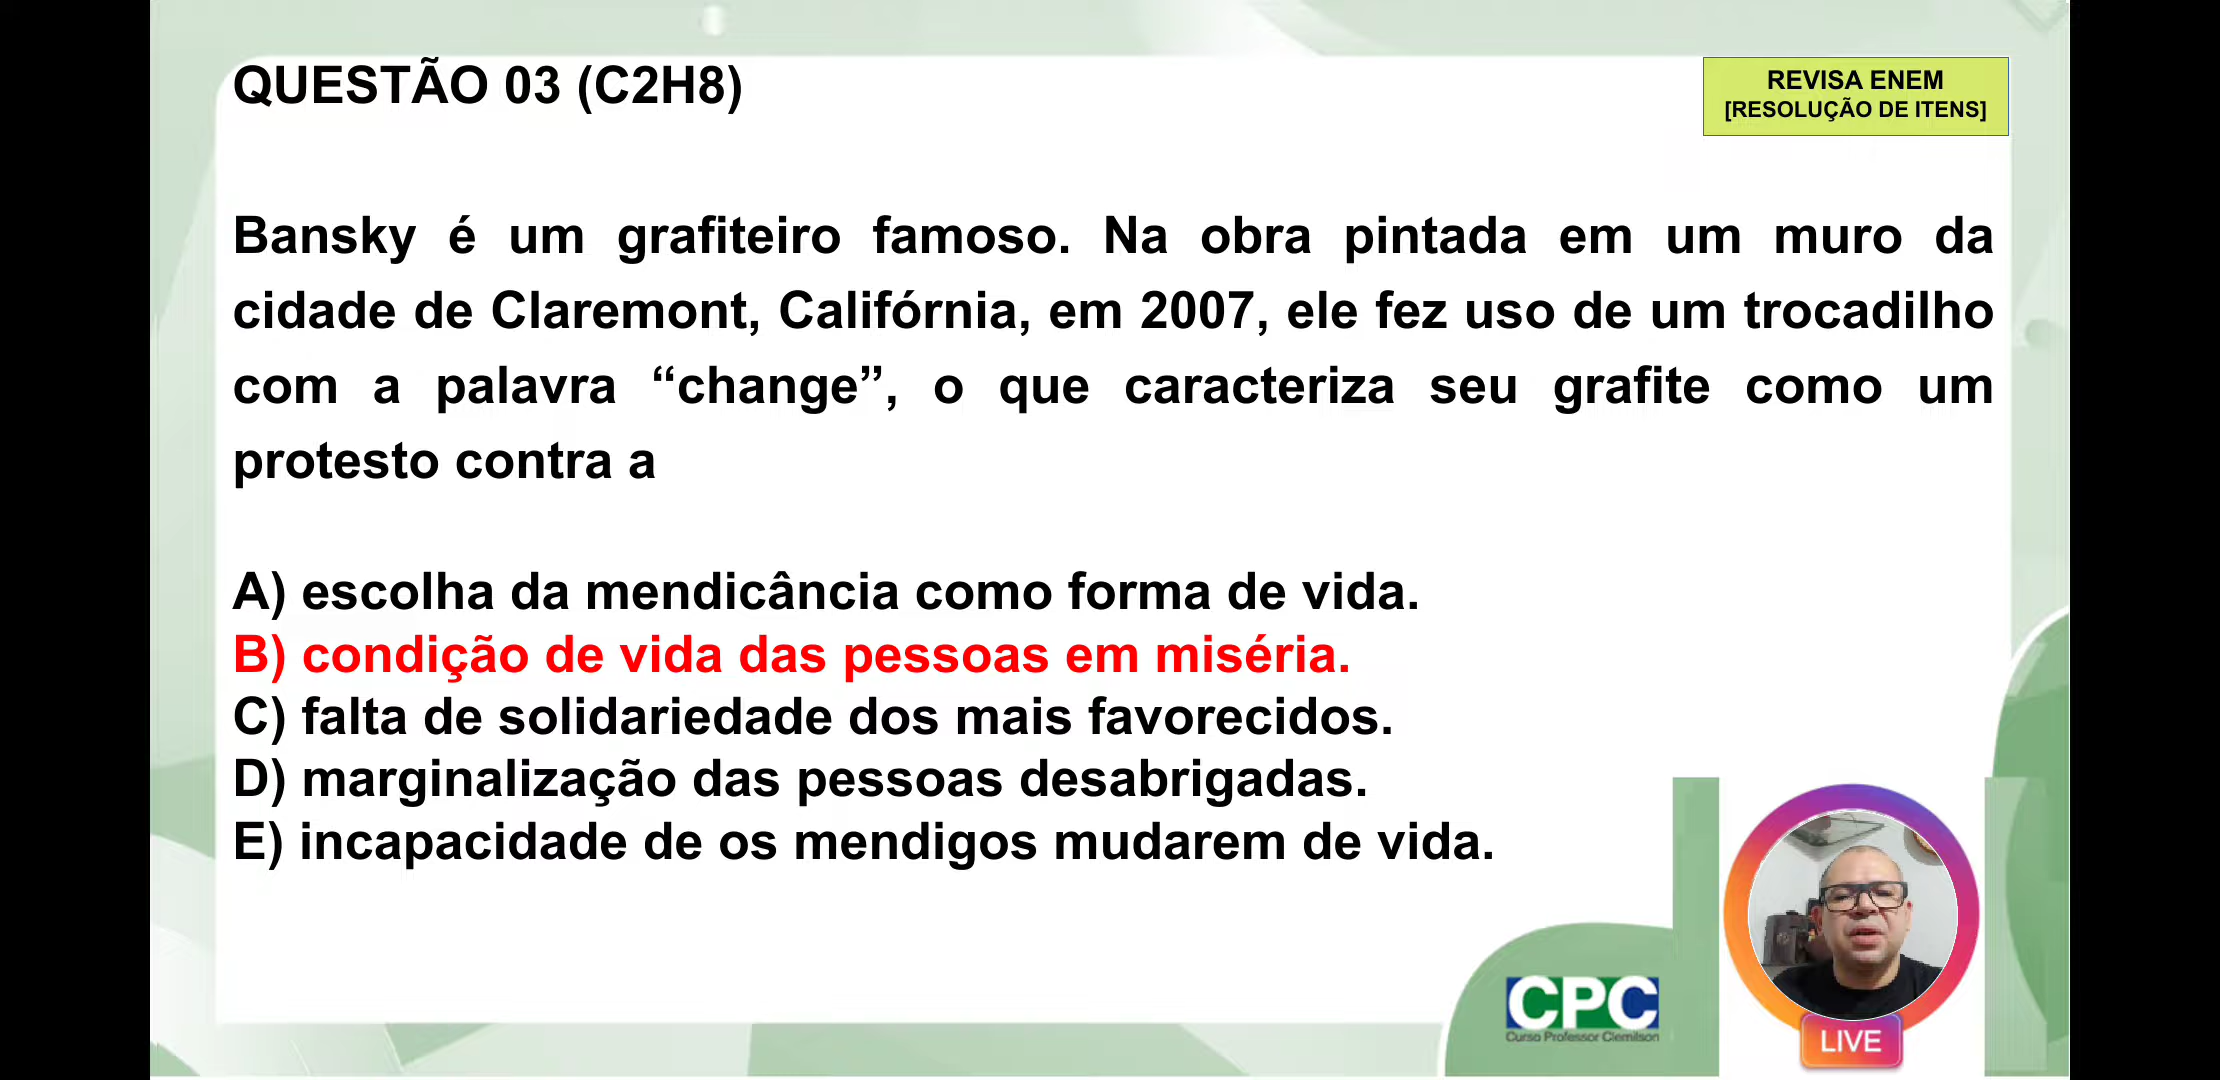 QUESTÃO 03 (C2H8)
REVISA ENEM
[RESOLUÇÃO DE ITENS]
Bansky é um grafiteiro famoso. Na obra pintada em um muro da
cidade de Claremont, Califórnia, em 2007, ele fez uso de um trocadilho
com a palavra “change”, o que caracteriza seu grafite como um
protesto contra a
A) escolha da mendicância como forma de vida.
B) condição de vida das pessoas em miséria.
C) falta de solidariedade dos mais favorecidos.
D) marginalização das pessoas desabrigadas.
E) incapacidade de os mendigos mudarem de vida.
CPC
Curso Professor Clemilson
LIVE